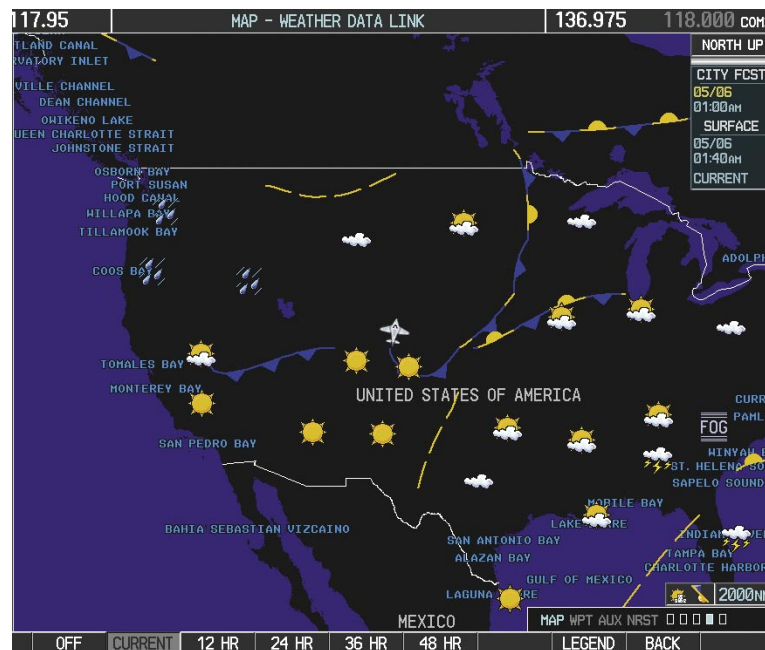 117.95 MAP - WEATHER DATA LINK 136.975 118.000 COM
TLAND CANAL
RVATORY INLET
NORTH UP
CITY FCST
05/06
01:00AM
SURFACE
05/06
01:40AM
CURRENT
VILLE CHANNEL
DEAN CHANNEL
OWIKENO LAKE
UEEN CHARLOTTE STRAIT
JOHNSTONE STRAIT
OSBORN BAY
PORT SUSAN
HOOD CANAL
WILLAPA BAY
TILLAMOOK BAY
COOS BAY
ADOLPH
TOMALES BAY
MONTEREY BAY
UNITED STATES OF AMERICA
CURR
PAML
FOG
SAN PEDRO BAY
WINYAH B
ST. HELENA SO
SAPELO SOUND
MOBILE BAY
BAHIA SEBASTIAN VIZCAINO
SAN ANTONIO BAY
ALAZAN BAY
TAMPA BAY
CHARLOTTE HARBOR
GULF OF MEXICO
LAGUNA
2000NM
MEXICO
MAP WPT AUX NRST
OFF CURRENT 12 HR 24 HR 36 HR 48 HR LEGEND BACK